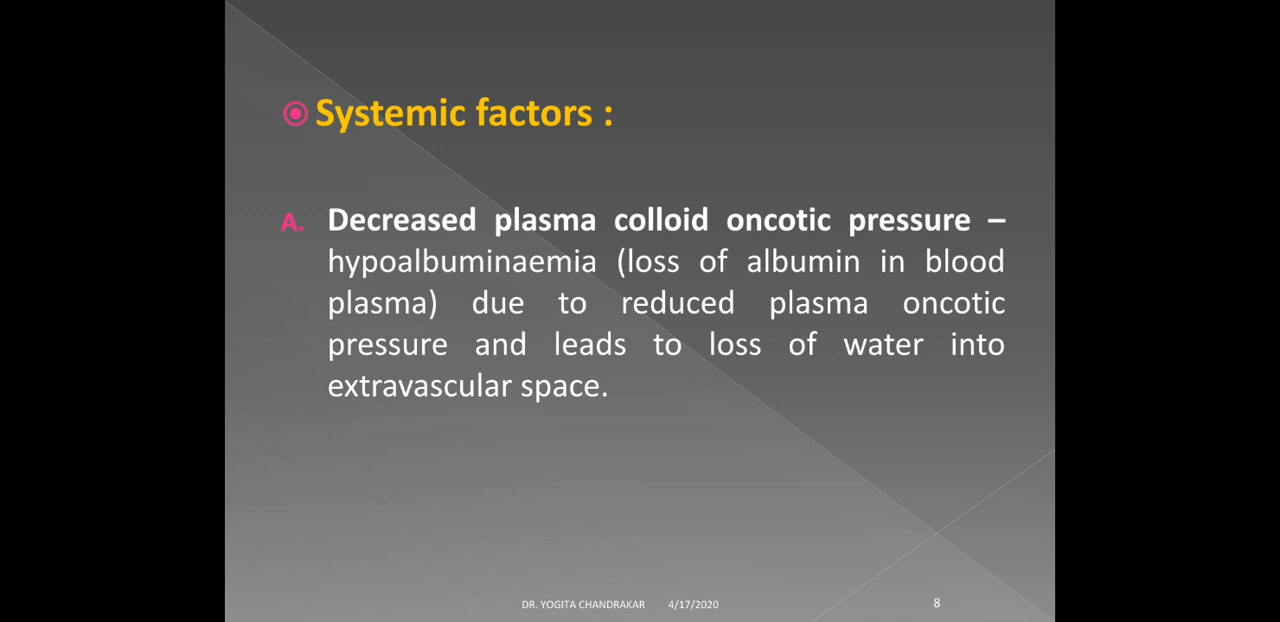 Systemic factors :
A. Decreased plasma colloid oncotic pressure –
hypoalbuminaemia (loss of albumin in blood
plasma) due to reduced plasma oncotic
pressure and leads to loss of water into
extravascular space.
DR. YOGITA CHANDRAKAR 4/17/2020 8